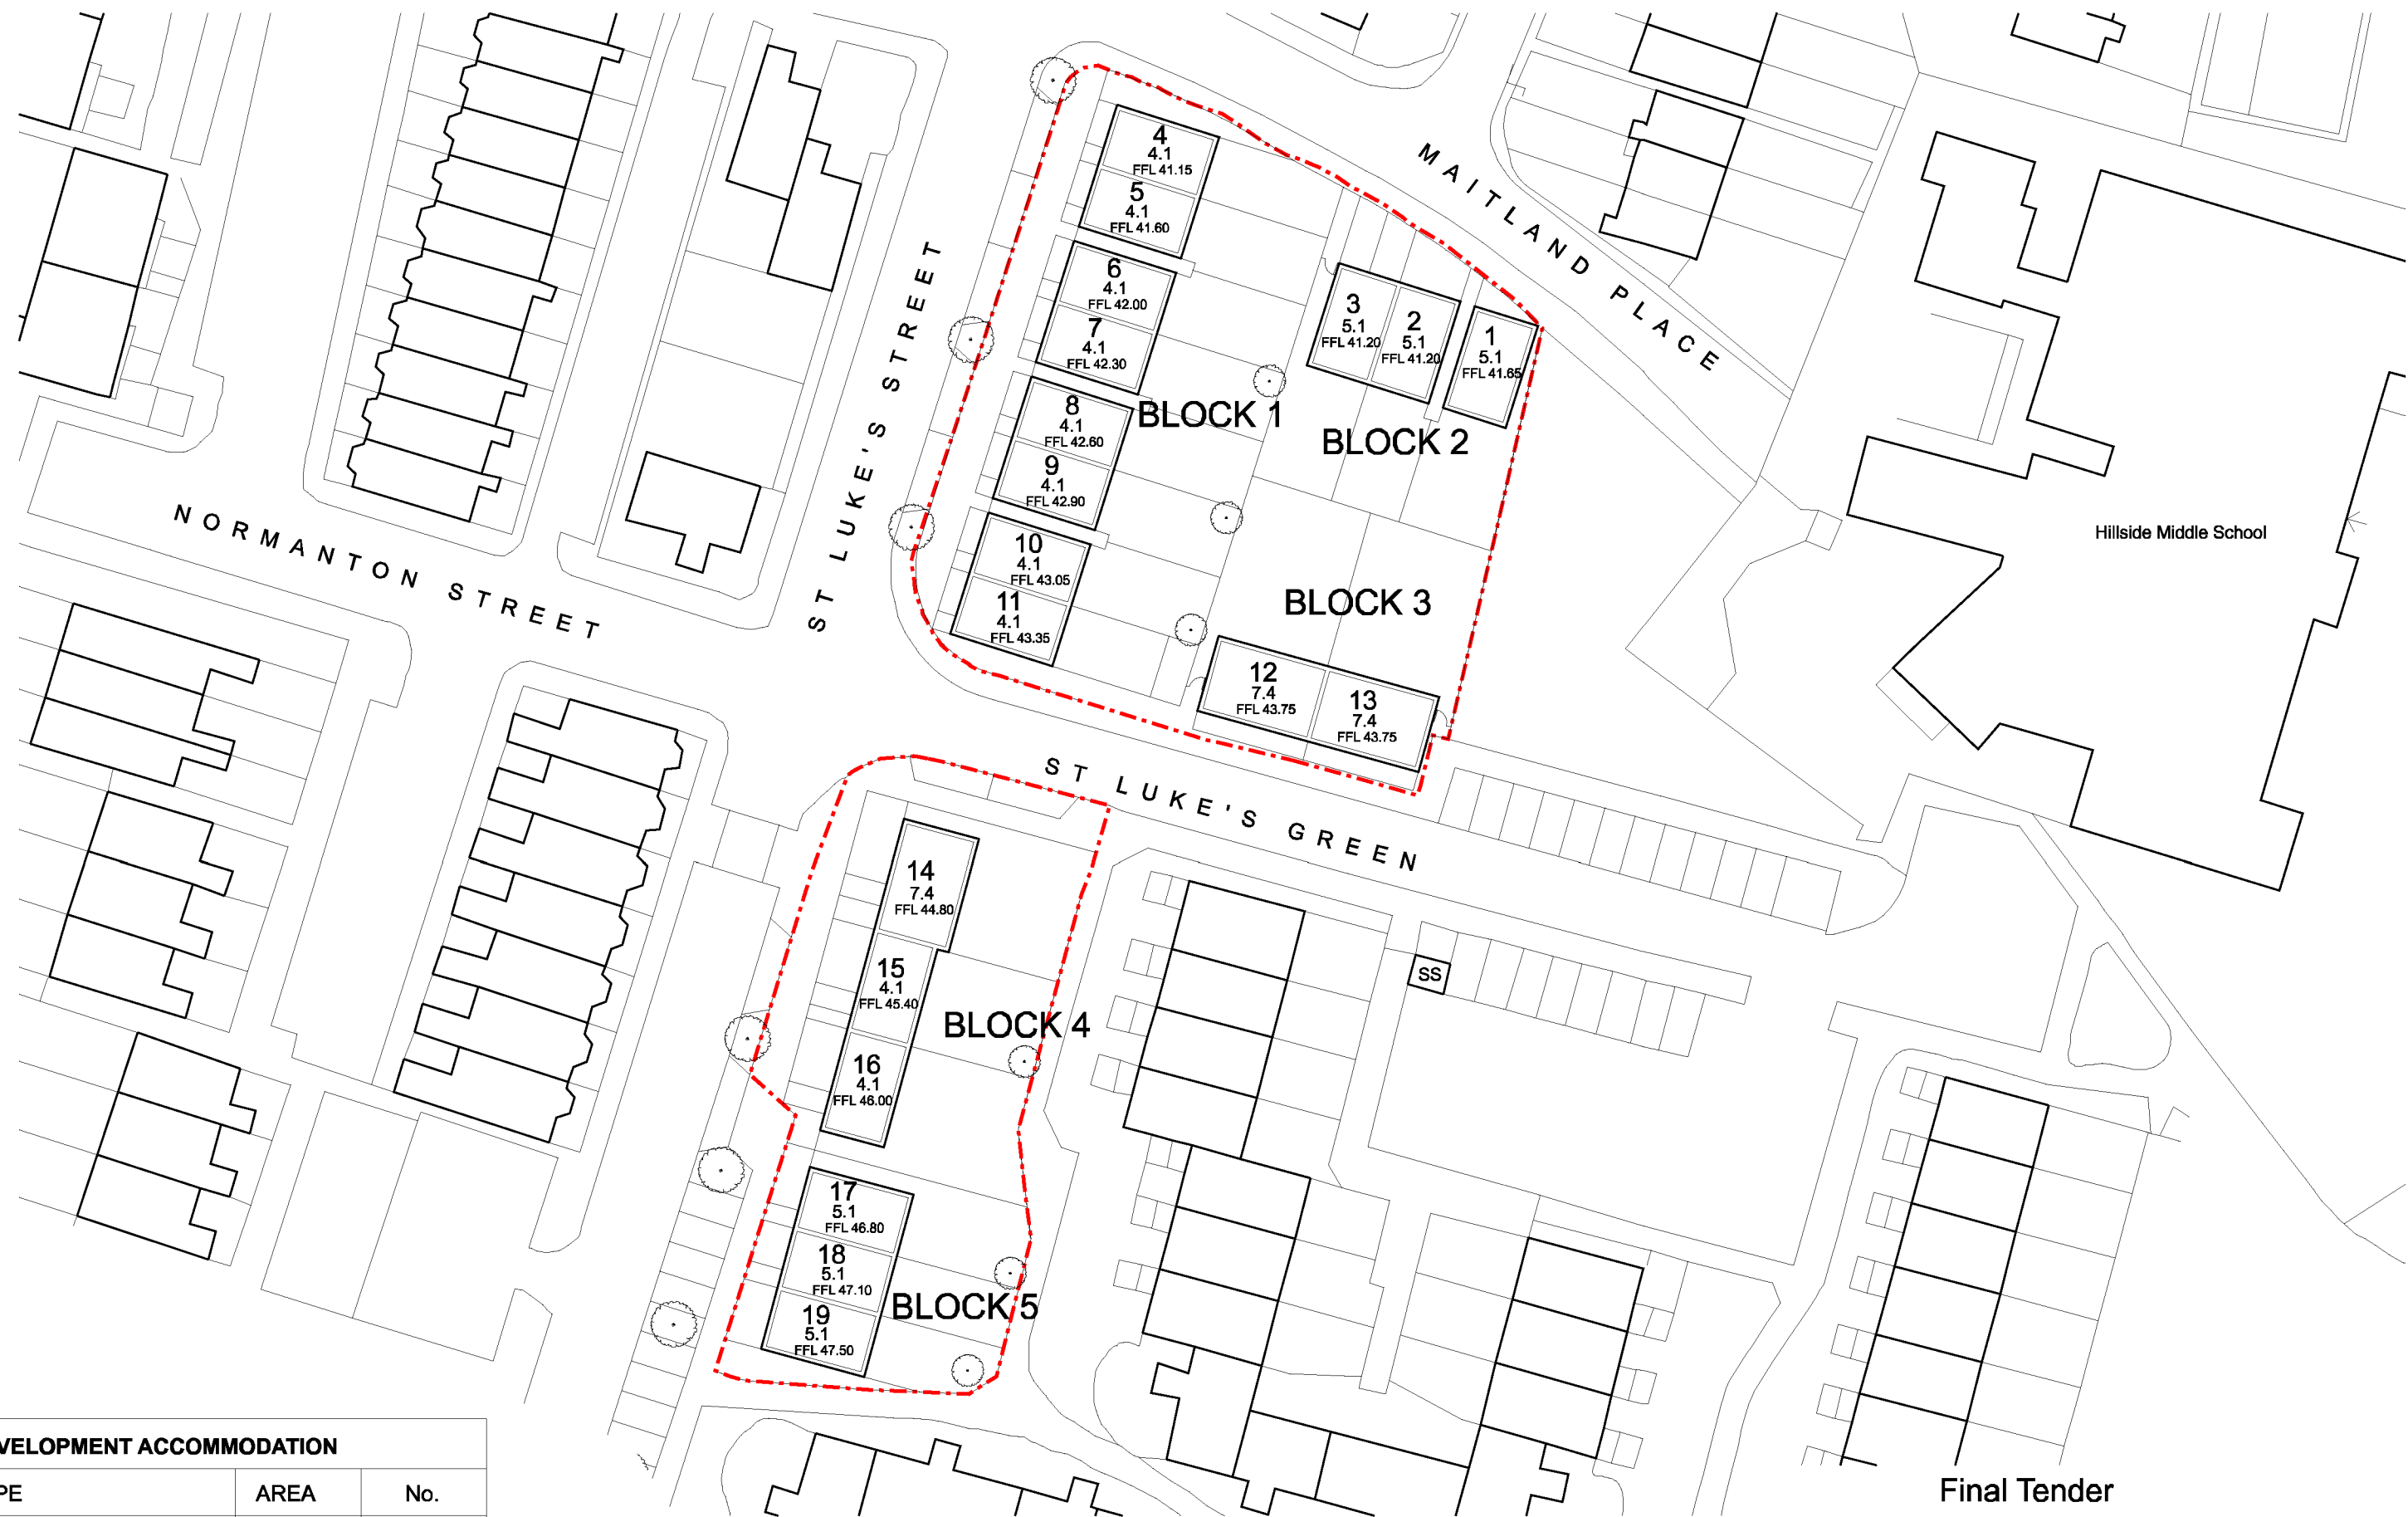 MAITLAND PLACE
ST LUKE'S STREET
NORMANTON STREET
ST LUKE'S GREEN
Hillside Middle School
4
4.1
FFL 41.15
5
4.1
FFL 41.60
6
4.1
FFL 42.00
7
4.1
FFL 42.30
8
4.1
FFL 42.60
9
4.1
FFL 42.90
10
4.1
FFL 43.05
11
4.1
FFL 43.35
BLOCK 1
3
5.1
FFL 41.20
2
5.1
FFL 41.20
1
5.1
FFL 41.65
BLOCK 2
BLOCK 3
12
7.4
FFL 43.75
13
7.4
FFL 43.75
14
7.4
FFL 44.80
15
4.1
FFL 45.40
16
4.1
FFL 46.00
BLOCK 4
SS
17
5.1
FFL 46.80
18
5.1
FFL 47.10
19
5.1
FFL 47.50
BLOCK 5
VELOPMENT ACCOMMODATION
PE AREA No.
Final Tender